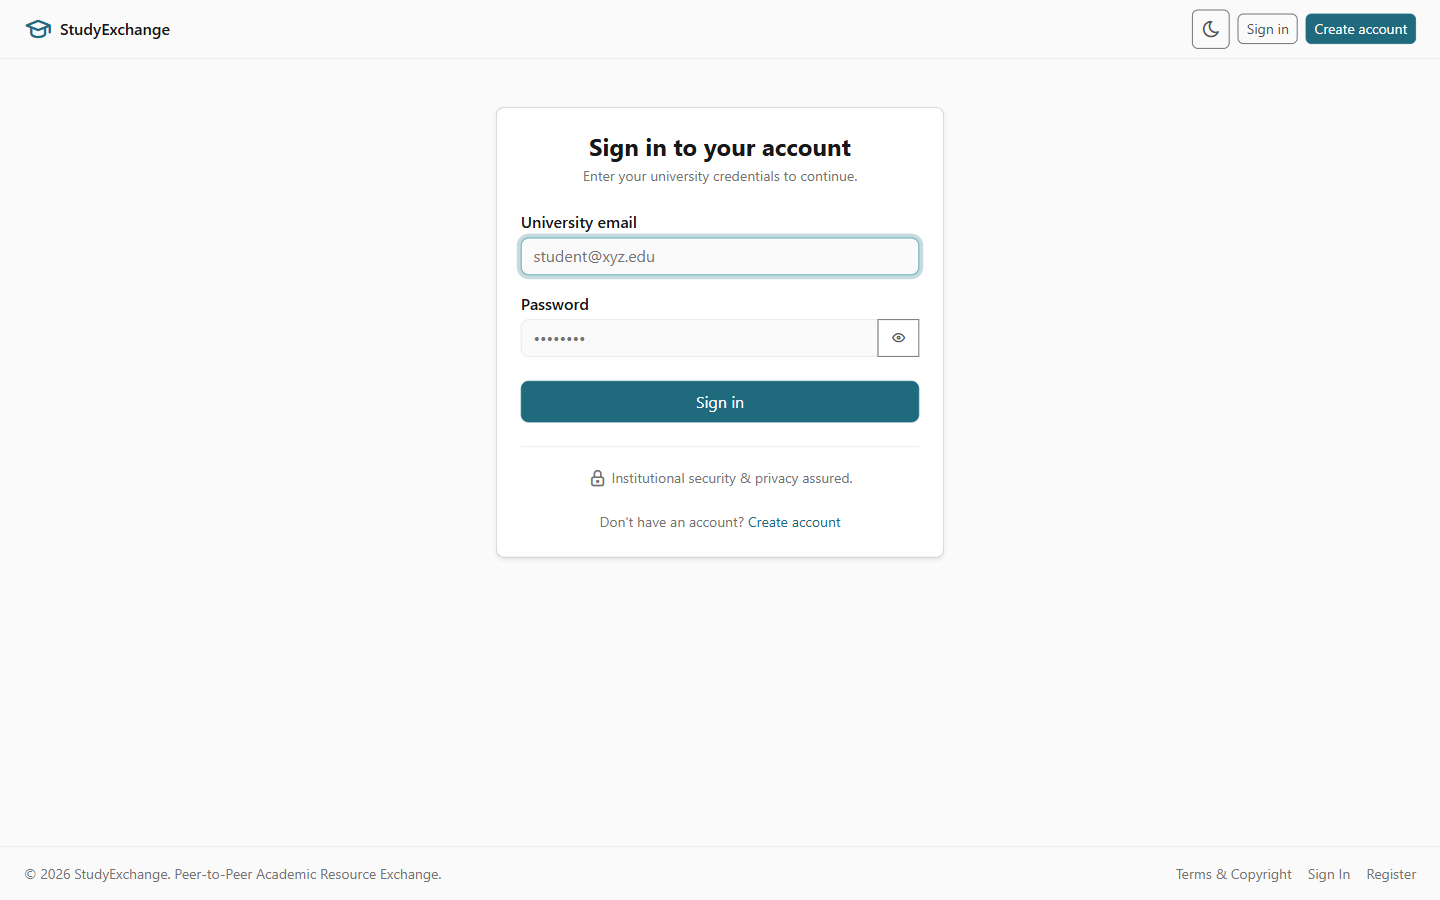 StudyExchange
Sign in
Create account
Sign in to your account
Enter your university credentials to continue.
University email
student@xyz.edu
Password
••••••••
Sign in
Institutional security & privacy assured.
Don't have an account? Create account
© 2026 StudyExchange. Peer-to-Peer Academic Resource Exchange.
Terms & Copyright
Sign In
Register